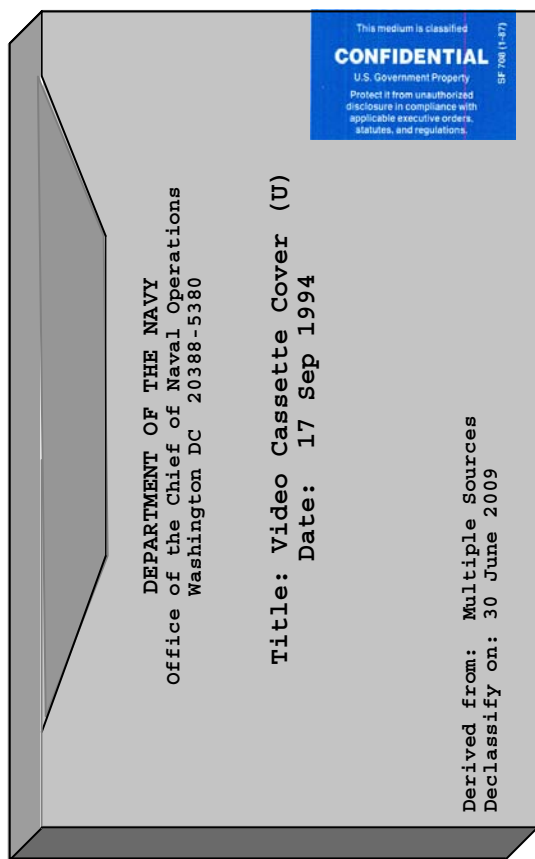 This medium is classified
CONFIDENTIAL
U.S. Government Property
Protect it from unauthorized
disclosure in compliance with
applicable executive orders,
statutes, and regulations.
SF 708 (1-87)
DEPARTMENT OF THE NAVY
Office of the Chief of Naval Operations
Washington DC 20388-5380
Title: Video Cassette Cover (U)
Date: 17 Sep 1994
Derived from: Multiple Sources
Declassify on: 30 June 2009